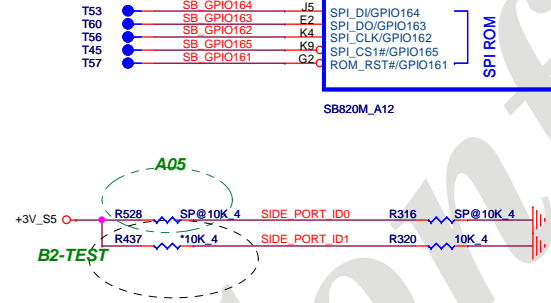 T53 SB_GPIO164 J5 SPI_DI/GPIO164
T60 SB_GPIO163 E2 SPI_DO/GPIO163
T56 SB_GPIO162 K4 SPI_CLK/GPIO162
T45 SB_GPIO165 K9 SPI_CS1#/GPIO165
T57 SB_GPIO161 G2 ROM_RST#/GPIO161
SPI ROM
SB820M_A12
A05
+3V_S5 R528 SP@10K_4 SIDE_PORT_ID0 R316 SP@10K_4
R437 *10K_4 SIDE_PORT_ID1 R320 10K_4
B2-TEST